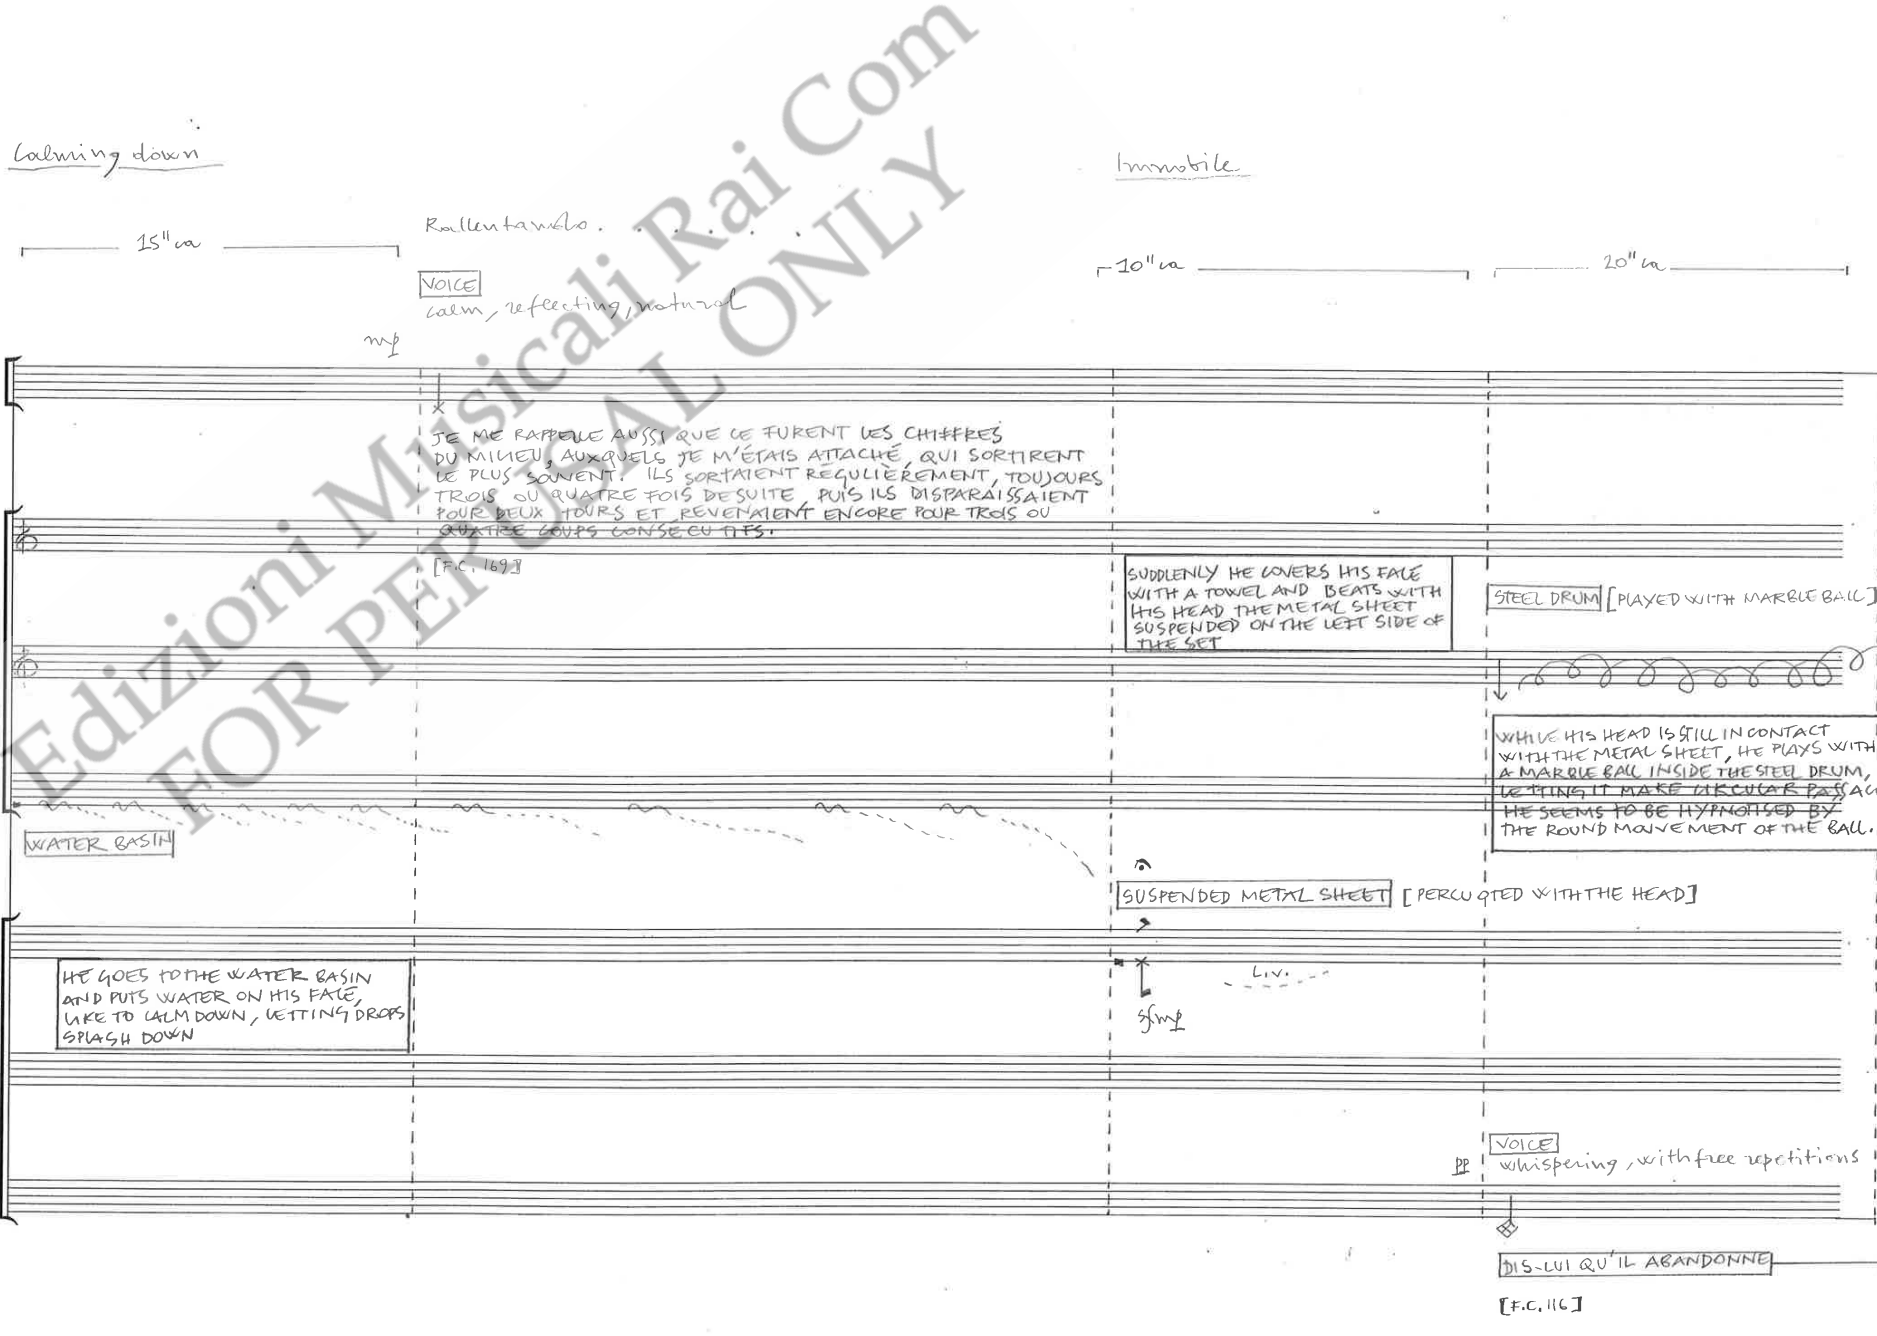 Calming down
Immobile
15" ca
Rallentando . . . . . . .
10" ca
20" ca
VOICE
calm, reflecting, natural
mp
JE ME RAPPELLE AUSSI QUE CE FURENT LES CHIFFRES
DU MILIEU, AUXQUELS JE M'ÉTAIS ATTACHÉ, QUI SORTIRENT
LE PLUS SOUVENT. ILS SORTAIENT RÉGULIÈREMENT, TOUJOURS
TROIS OU QUATRE FOIS DE SUITE, PUIS ILS DISPARAISSAIENT
POUR DEUX TOURS ET REVENAIENT ENCORE POUR TROIS OU
QUATRE COUPS CONSÉCUTIFS.
[F.C. 169]
SUDDENLY HE COVERS HIS FACE
WITH A TOWEL AND BEATS WITH
HIS HEAD THE METAL SHEET
SUSPENDED ON THE LEFT SIDE OF
THE SET
STEEL DRUM [PLAYED WITH MARBLE BALL]
WHILE HIS HEAD IS STILL IN CONTACT
WITH THE METAL SHEET, HE PLAYS WITH
A MARBLE BALL INSIDE THE STEEL DRUM,
LETTING IT MAKE CIRCULAR PASSAG
HE SEEMS TO BE HYPNOTISED BY
THE ROUND MOUVEMENT OF THE BALL.
WATER BASIN
SUSPENDED METAL SHEET [PERCUOTED WITH THE HEAD]
L.V.
sfmp
HE GOES TO THE WATER BASIN
AND PUTS WATER ON HIS FACE,
LIKE TO CALM DOWN, LETTING DROPS
SPLASH DOWN
VOICE
pp whispering, with free repetitions
DIS-LUI QU'IL ABANDONNE
[F.C. 116]
Edizioni Musicali Rai Com
FOR PERUSAL ONLY